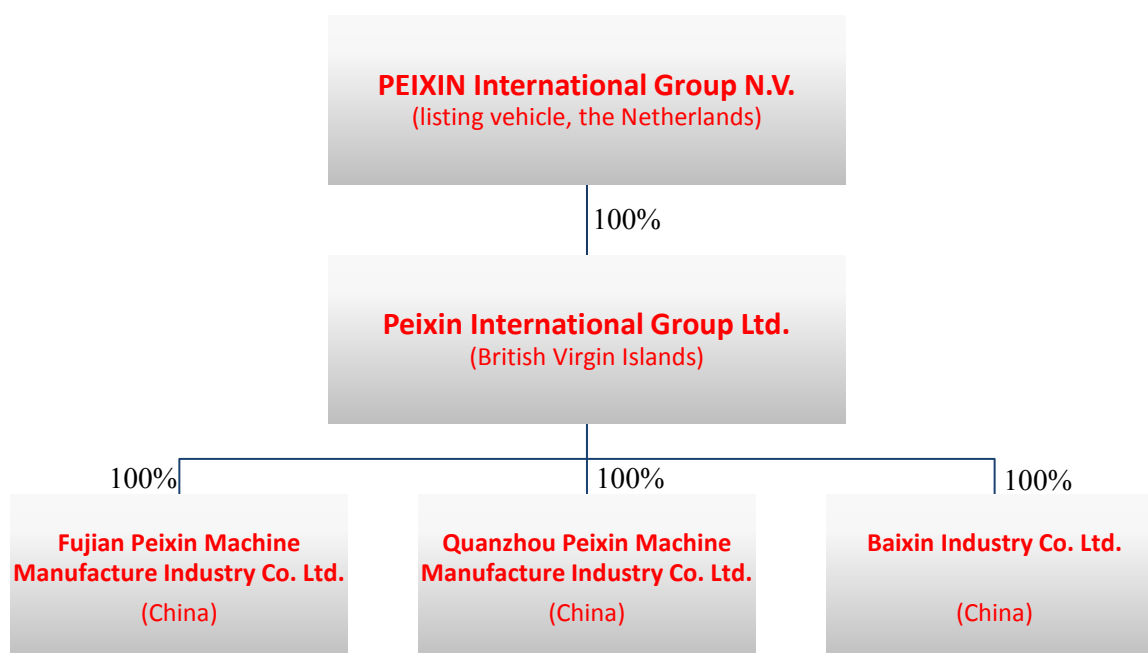 PEIXIN International Group N.V.
(listing vehicle, the Netherlands)
100%
Peixin International Group Ltd.
(British Virgin Islands)
100%
100%
100%
Fujian Peixin Machine
Manufacture Industry Co. Ltd.
(China)
Quanzhou Peixin Machine
Manufacture Industry Co. Ltd.
(China)
Baixin Industry Co. Ltd.
(China)